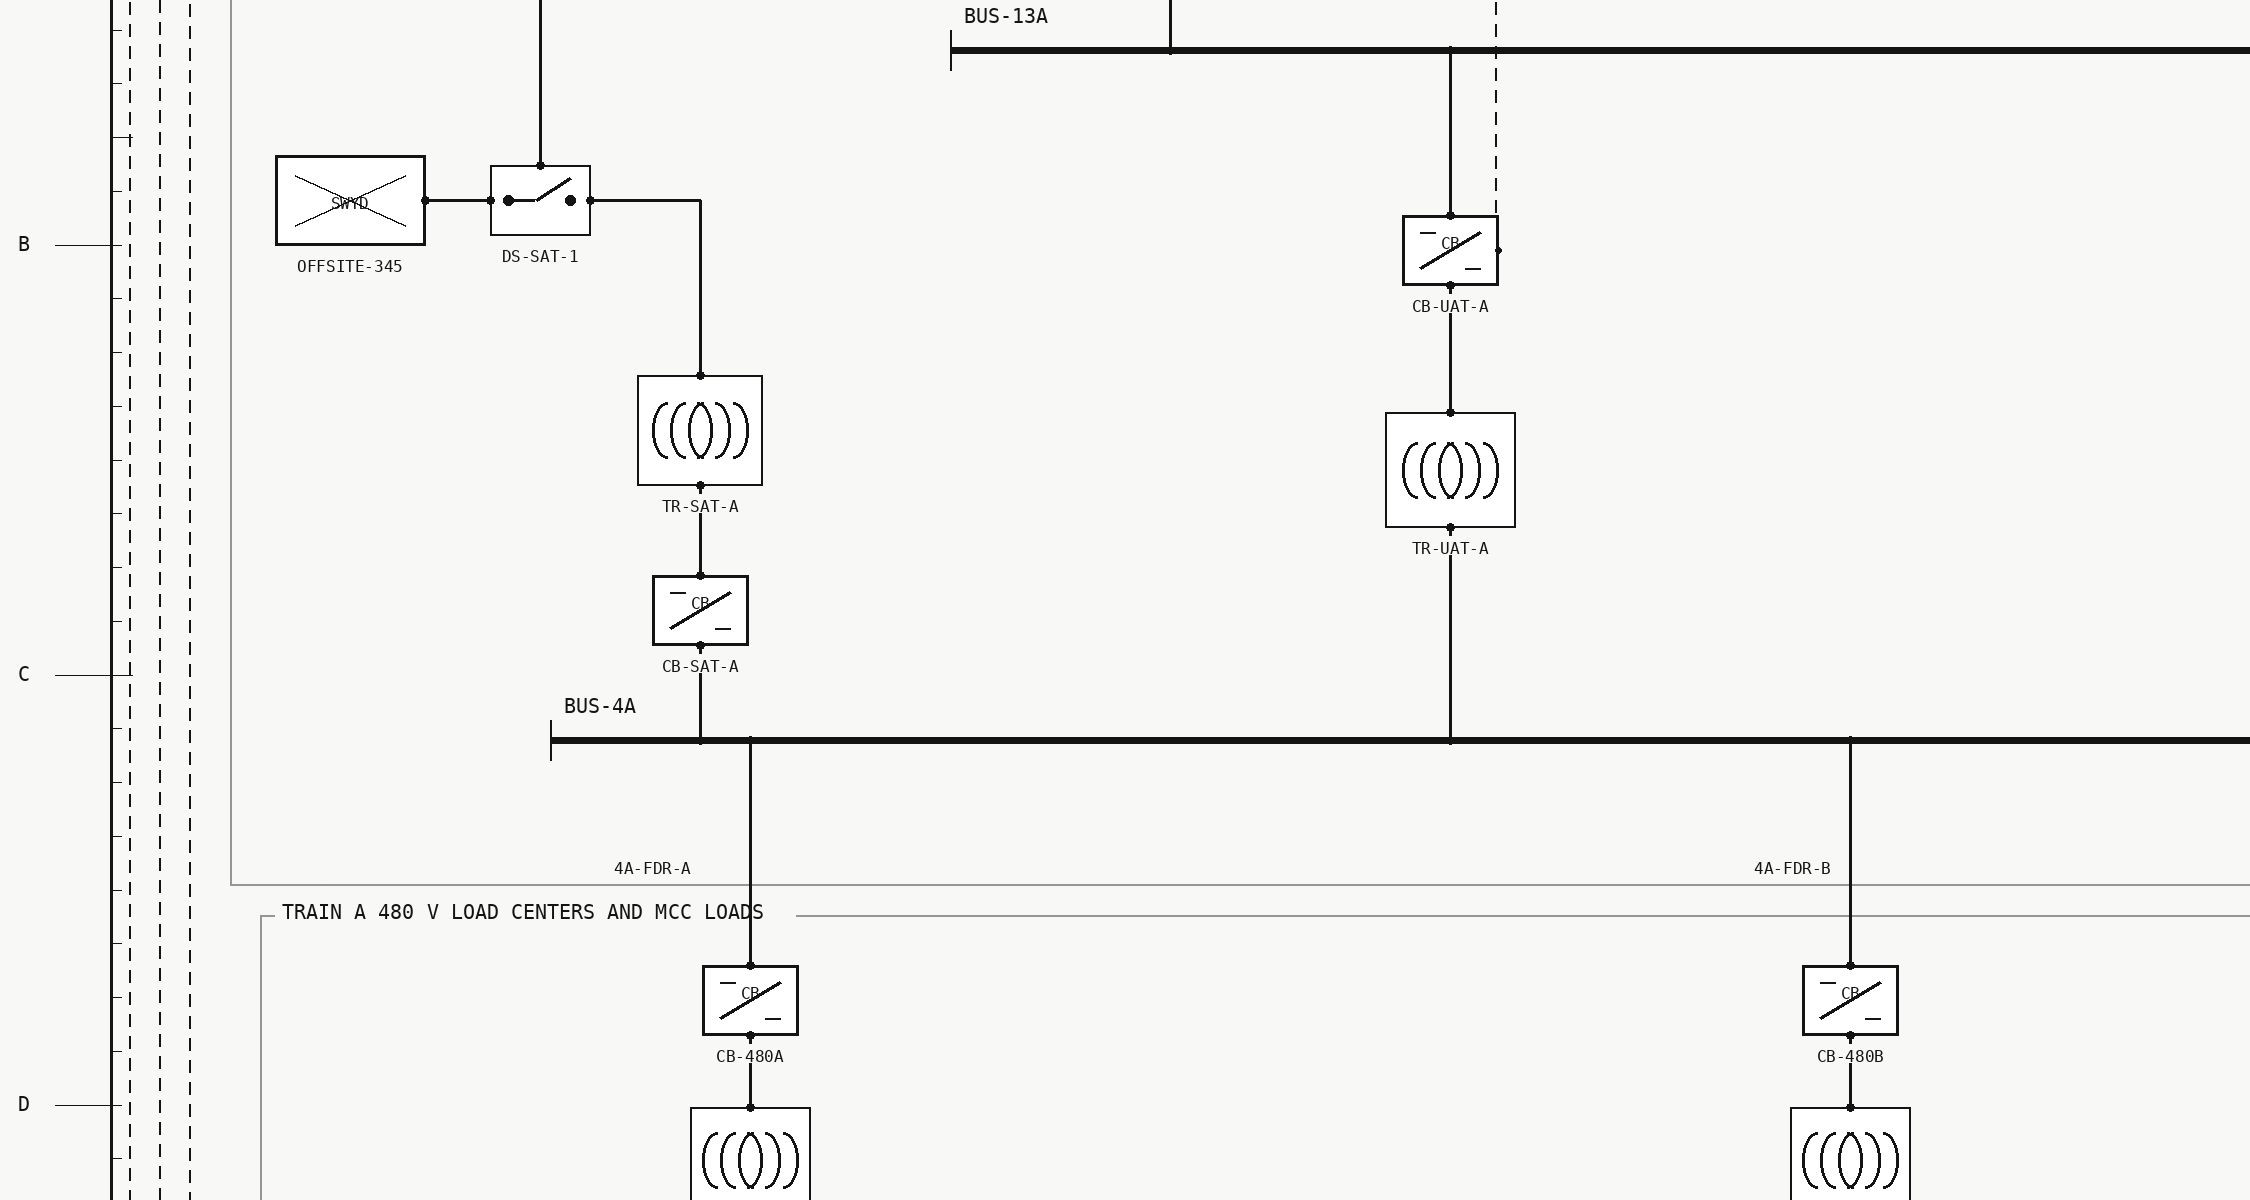 BUS-13A
SWYD
B
DS-SAT-1
OFFSITE-345
CB
CB-UAT-A
TR-SAT-A
TR-UAT-A
CB
CB-SAT-A
C
BUS-4A
4A-FDR-A
4A-FDR-B
TRAIN A 480 V LOAD CENTERS AND MCC LOADS
CB
CB
CB-480A
CB-480B
D